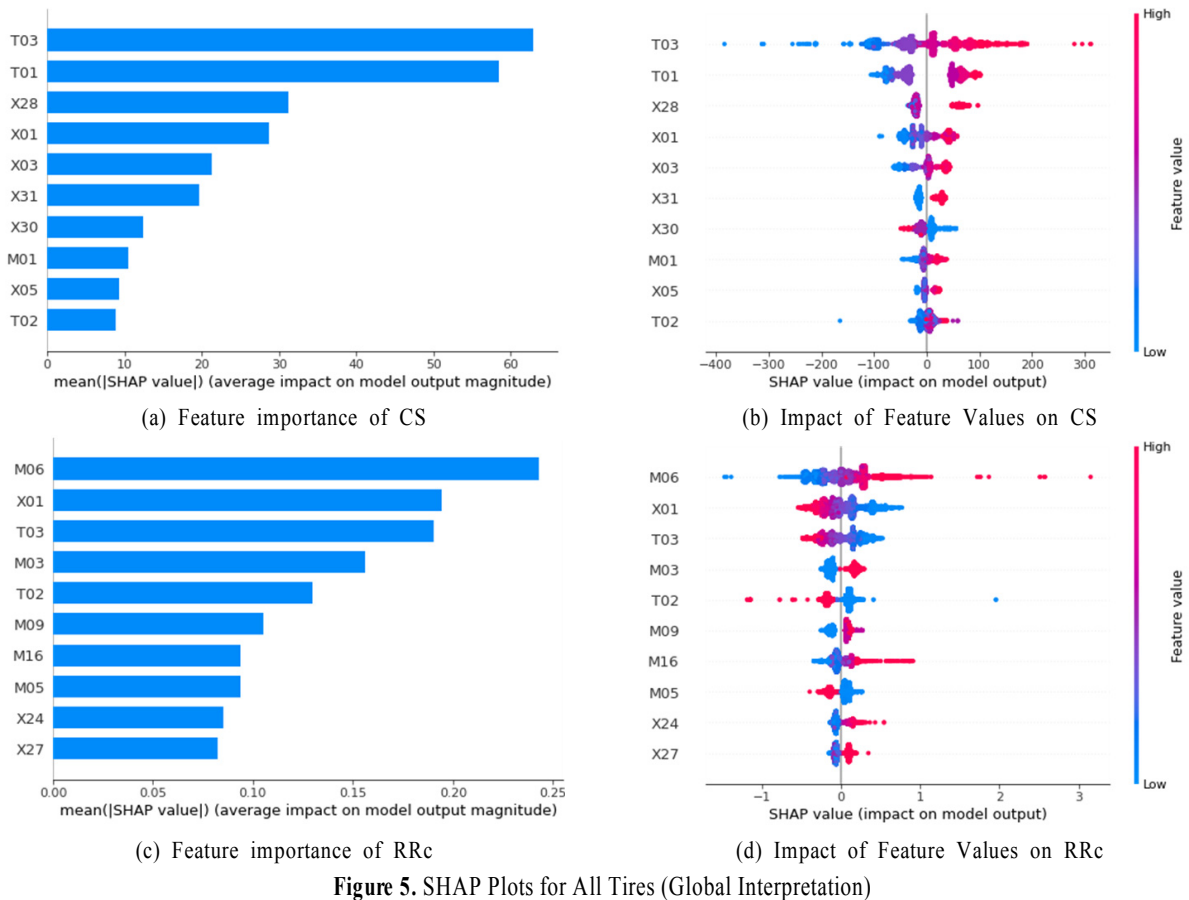 T03
T01
X28
X01
X03
X31
X30
M01
X05
T02
0 10 20 30 40 50 60
mean(|SHAP value|) (average impact on model output magnitude)
(a) Feature importance of CS
High
T03
T01
X28
X01
X03
X31
X30
M01
X05
T02
Feature value
Low
−400 −300 −200 −100 0 100 200 300
SHAP value (impact on model output)
(b) Impact of Feature Values on CS
M06
X01
T03
M03
T02
M09
M16
M05
X24
X27
0.00 0.05 0.10 0.15 0.20 0.25
mean(|SHAP value|) (average impact on model output magnitude)
(c) Feature importance of RRc
High
M06
X01
T03
M03
T02
M09
M16
M05
X24
X27
Feature value
Low
−1 0 1 2 3
SHAP value (impact on model output)
(d) Impact of Feature Values on RRc
Figure 5. SHAP Plots for All Tires (Global Interpretation)